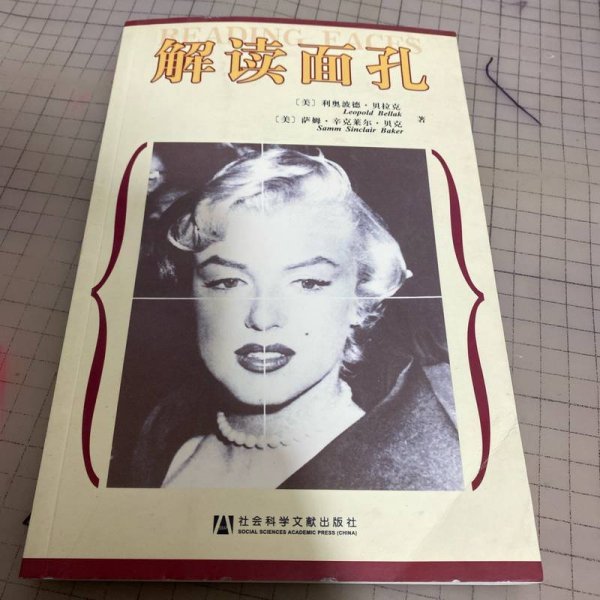 READING FACES
解读面孔
〔美〕利奥波德·贝拉克
Leopold Bellak
〔美〕萨姆·辛克莱尔·贝克 著
Samm Sinclair Baker
社会科学文献出版社
SOCIAL SCIENCES ACADEMIC PRESS (CHINA)